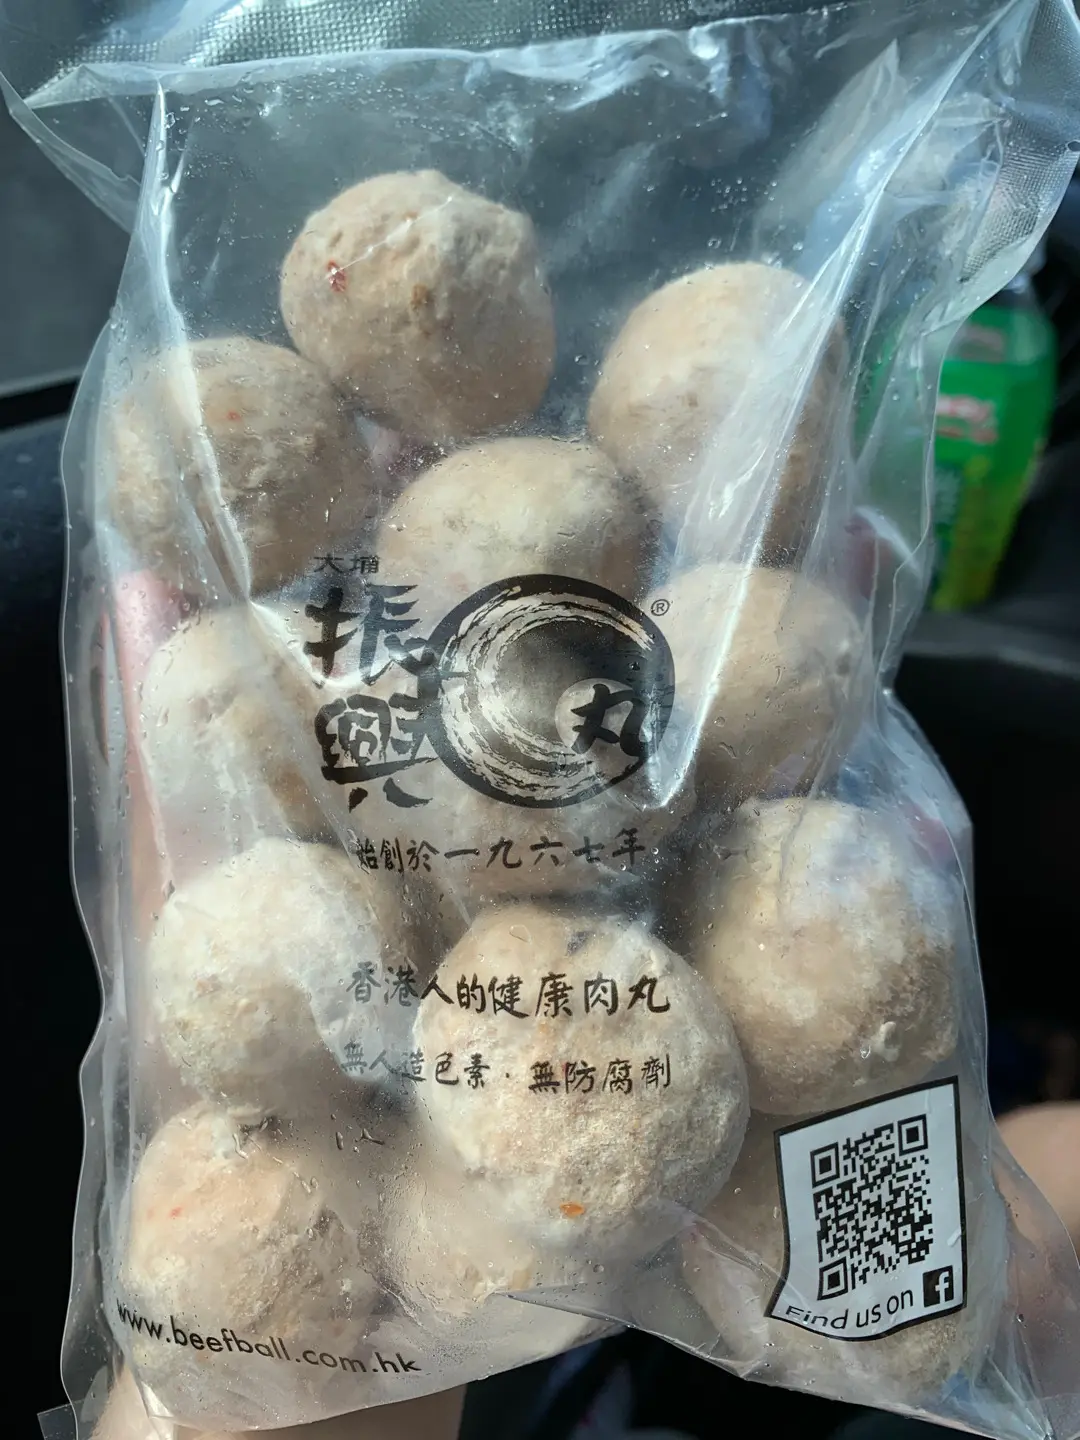 大埔
振興
丸
®
始創於一九六七年
香港人的健康肉丸
無人造色素·無防腐劑
Find us on f
www.beefball.com.hk